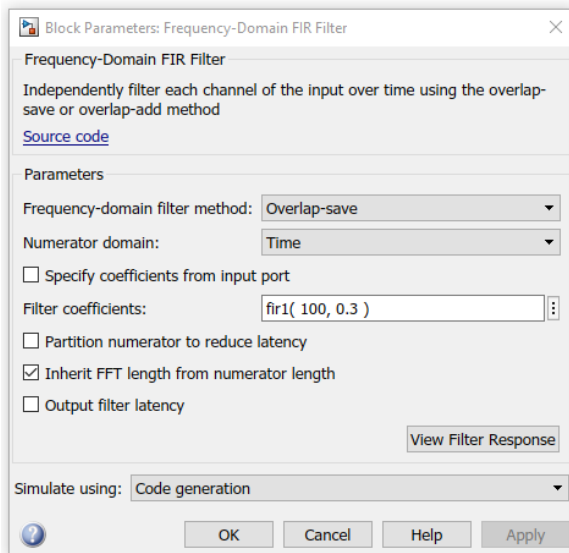 Block Parameters: Frequency-Domain FIR Filter
Frequency-Domain FIR Filter
Independently filter each channel of the input over time using the overlap-
save or overlap-add method
Source code
Parameters
Frequency-domain filter method: Overlap-save
Numerator domain: Time
Specify coefficients from input port
Filter coefficients: fir1( 100, 0.3 )
Partition numerator to reduce latency
Inherit FFT length from numerator length
Output filter latency
View Filter Response
Simulate using: Code generation
OK Cancel Help Apply